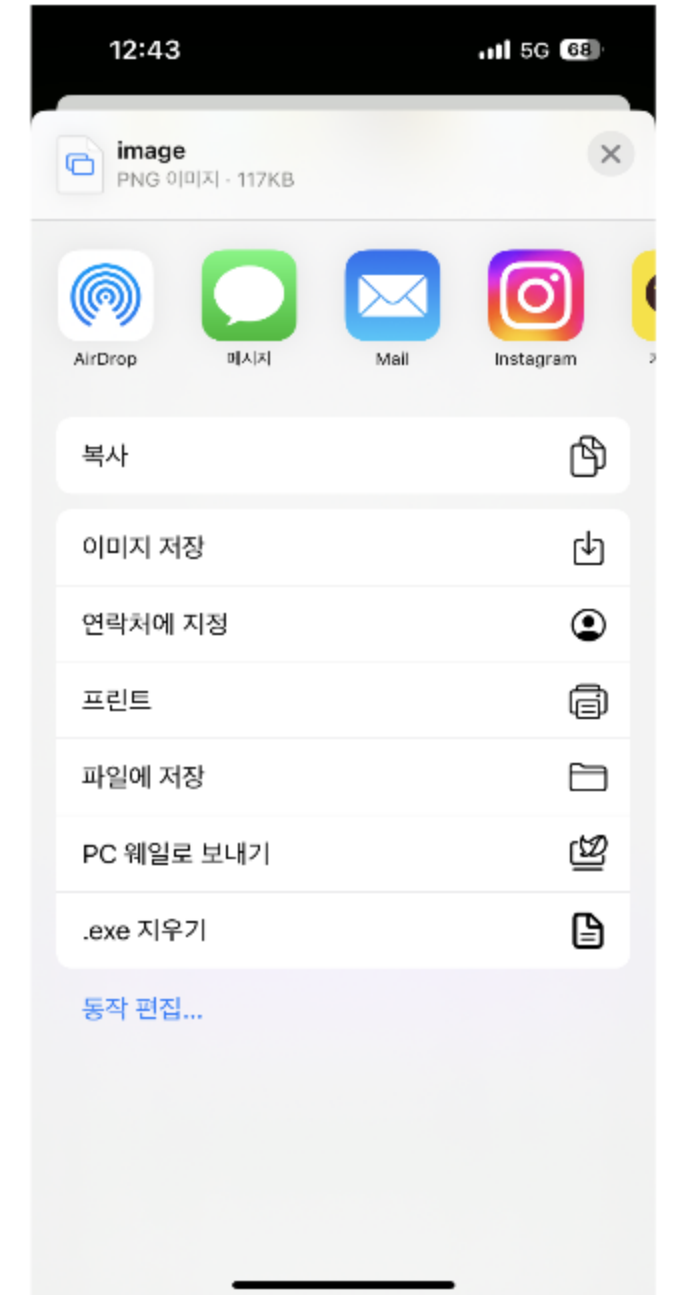 12:43
5G 68
image
PNG 이미지 · 117KB
AirDrop
메시지
Mail
Instagram
복사
이미지 저장
연락처에 지정
프린트
파일에 저장
PC 웨일로 보내기
.exe 지우기
동작 편집...